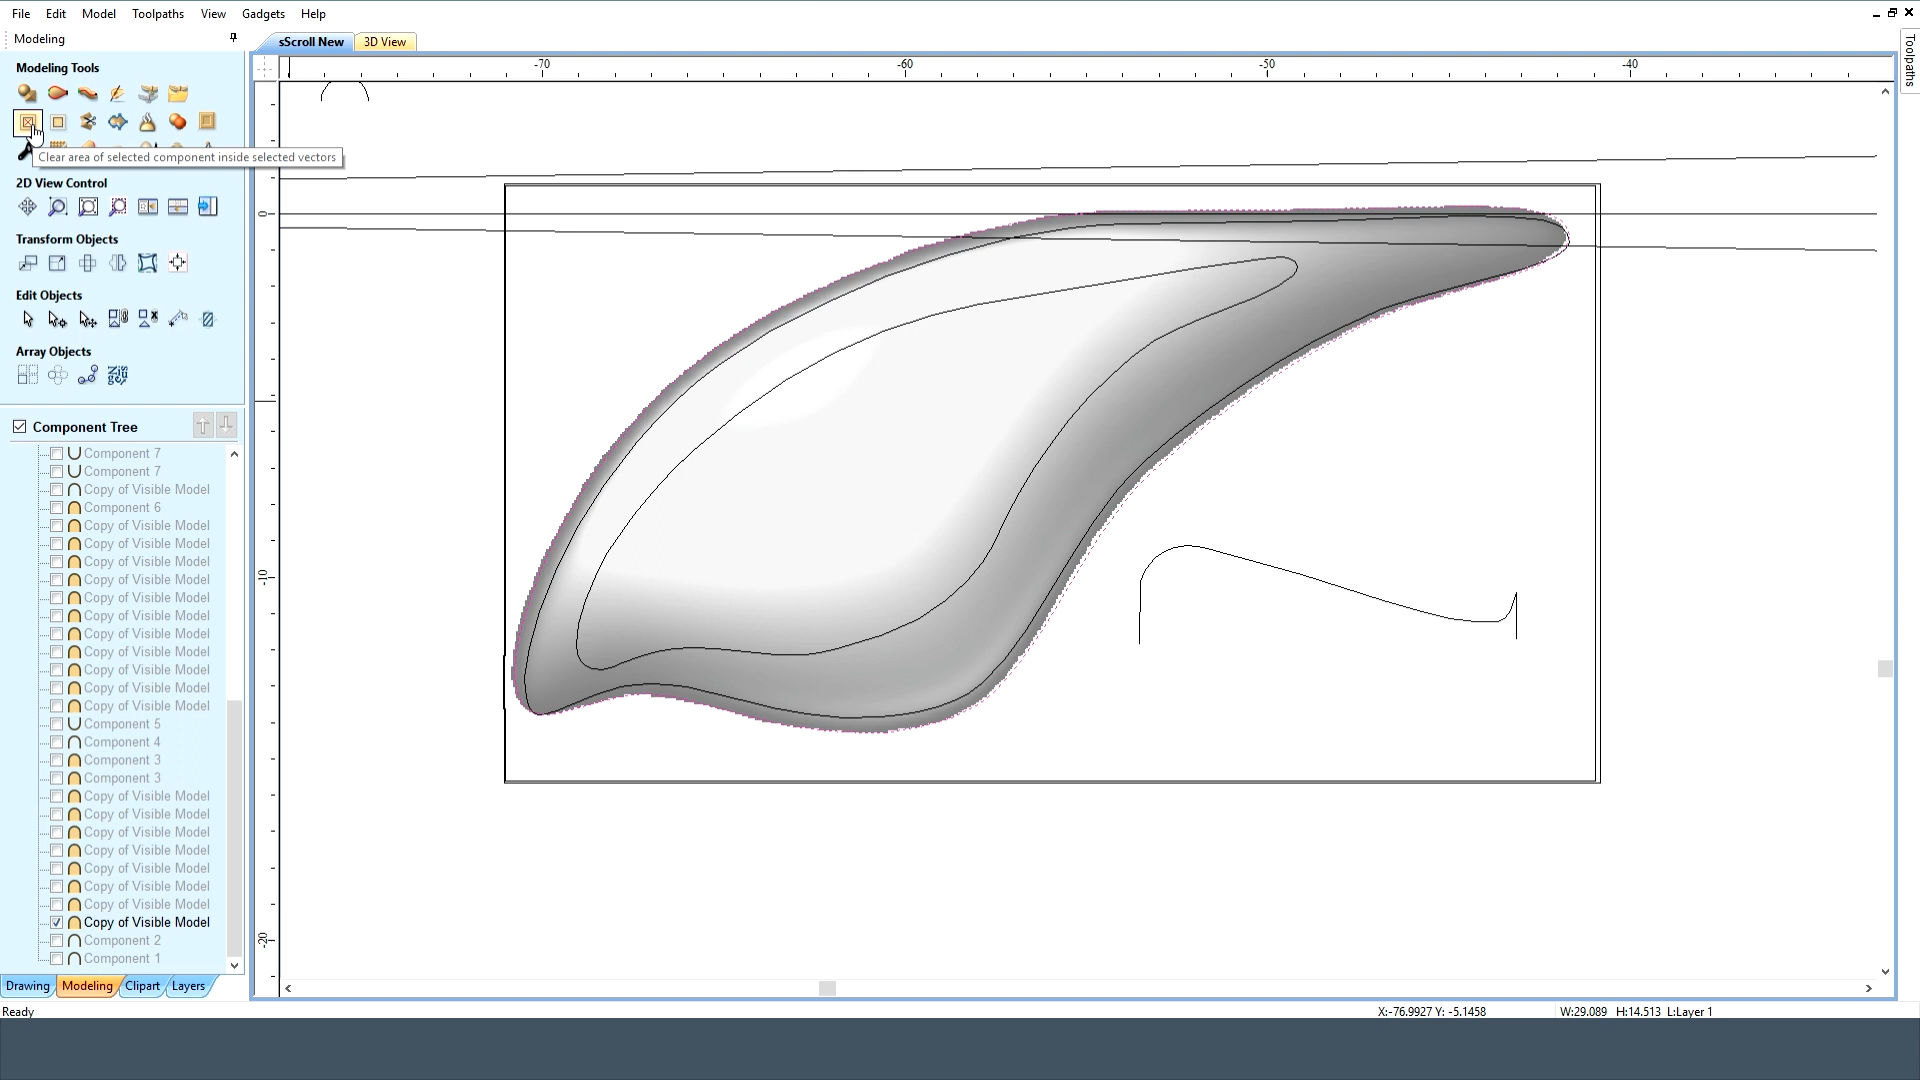 File Edit Model Toolpaths View Gadgets Help
Modeling
sScroll New 3D View
Toolpaths
Modeling Tools
-70 -60 -50 -40
Clear area of selected component inside selected vectors
2D View Control
0
Transform Objects
Edit Objects
Array Objects
Component Tree
Component 7
Component 7
Copy of Visible Model
Component 6
Copy of Visible Model
Copy of Visible Model
Copy of Visible Model
Copy of Visible Model
-10
Copy of Visible Model
Copy of Visible Model
Copy of Visible Model
Copy of Visible Model
Copy of Visible Model
Copy of Visible Model
Copy of Visible Model
Component 5
Component 4
Component 3
Component 3
Copy of Visible Model
Copy of Visible Model
Copy of Visible Model
Copy of Visible Model
Copy of Visible Model
Copy of Visible Model
Copy of Visible Model
Copy of Visible Model
-20
Component 2
Component 1
Drawing Modeling Clipart Layers
Ready
X:-76.9927 Y: -5.1458 W:29.089 H:14.513 L:Layer 1